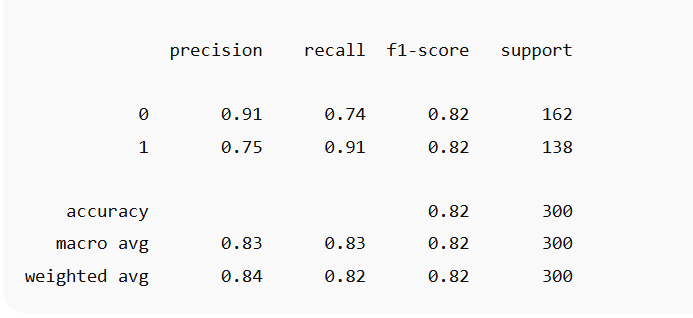 precision recall f1-score support
0 0.91 0.74 0.82 162
1 0.75 0.91 0.82 138
accuracy 0.82 300
macro avg 0.83 0.83 0.82 300
weighted avg 0.84 0.82 0.82 300